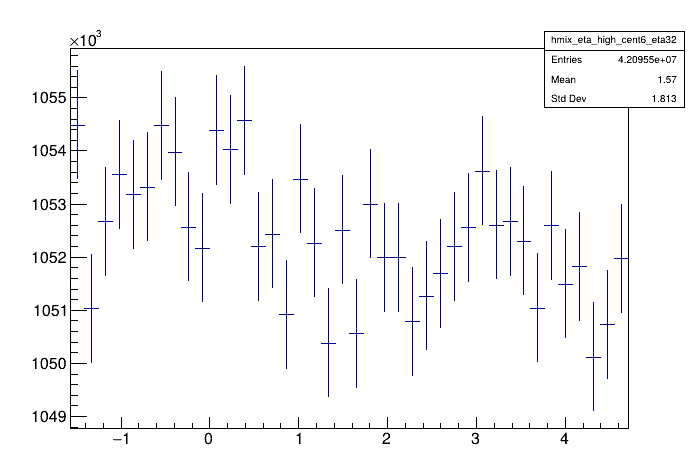 ×10³
hmix_eta_high_cent6_eta32
Entries 4.20955e+07
Mean 1.57
Std Dev 1.813
1055
1054
1053
1052
1051
1050
1049
−1 0 1 2 3 4